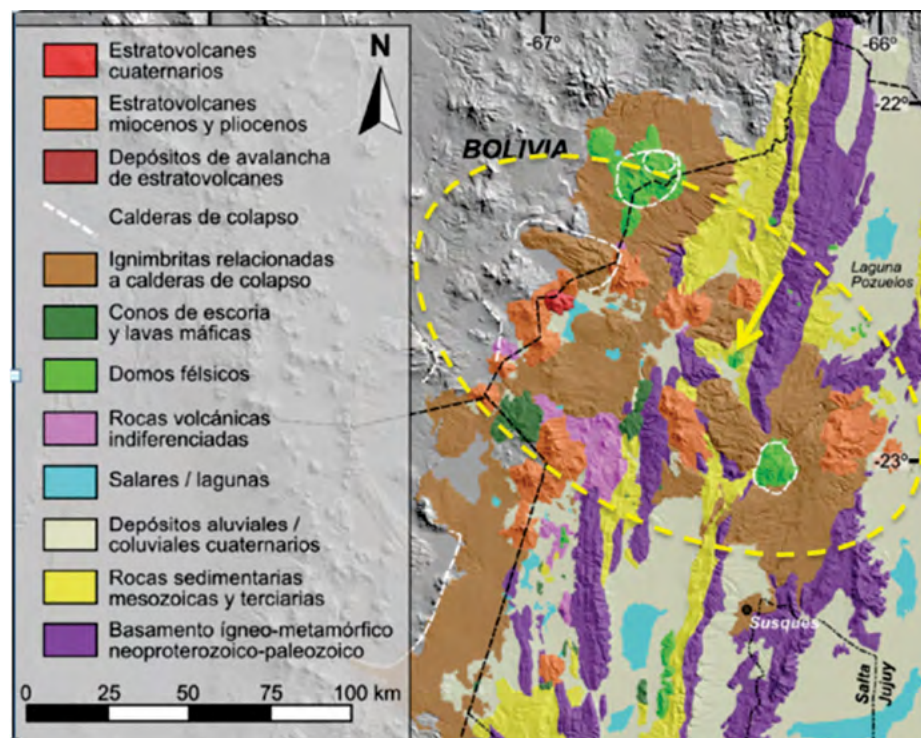 Estratovolcanes
cuaternarios
Estratovolcanes
miocenos y pliocenos
Depósitos de avalancha
de estratovolcanes
Calderas de colapso
Ignimbritas relacionadas
a calderas de colapso
Conos de escoria
y lavas máficas
Domos félsicos
Rocas volcánicas
indiferenciadas
Salares / lagunas
Depósitos aluviales /
coluviales cuaternarios
Rocas sedimentarias
mesozoicas y terciarias
Basamento ígneo-metamórfico
neoproterozoico-paleozoico
0 25 50 75 100 km
N
-67
-66
-22°
BOLIVIA
Laguna
Pozuelos
-23°
Susques
Salta
Jujuy